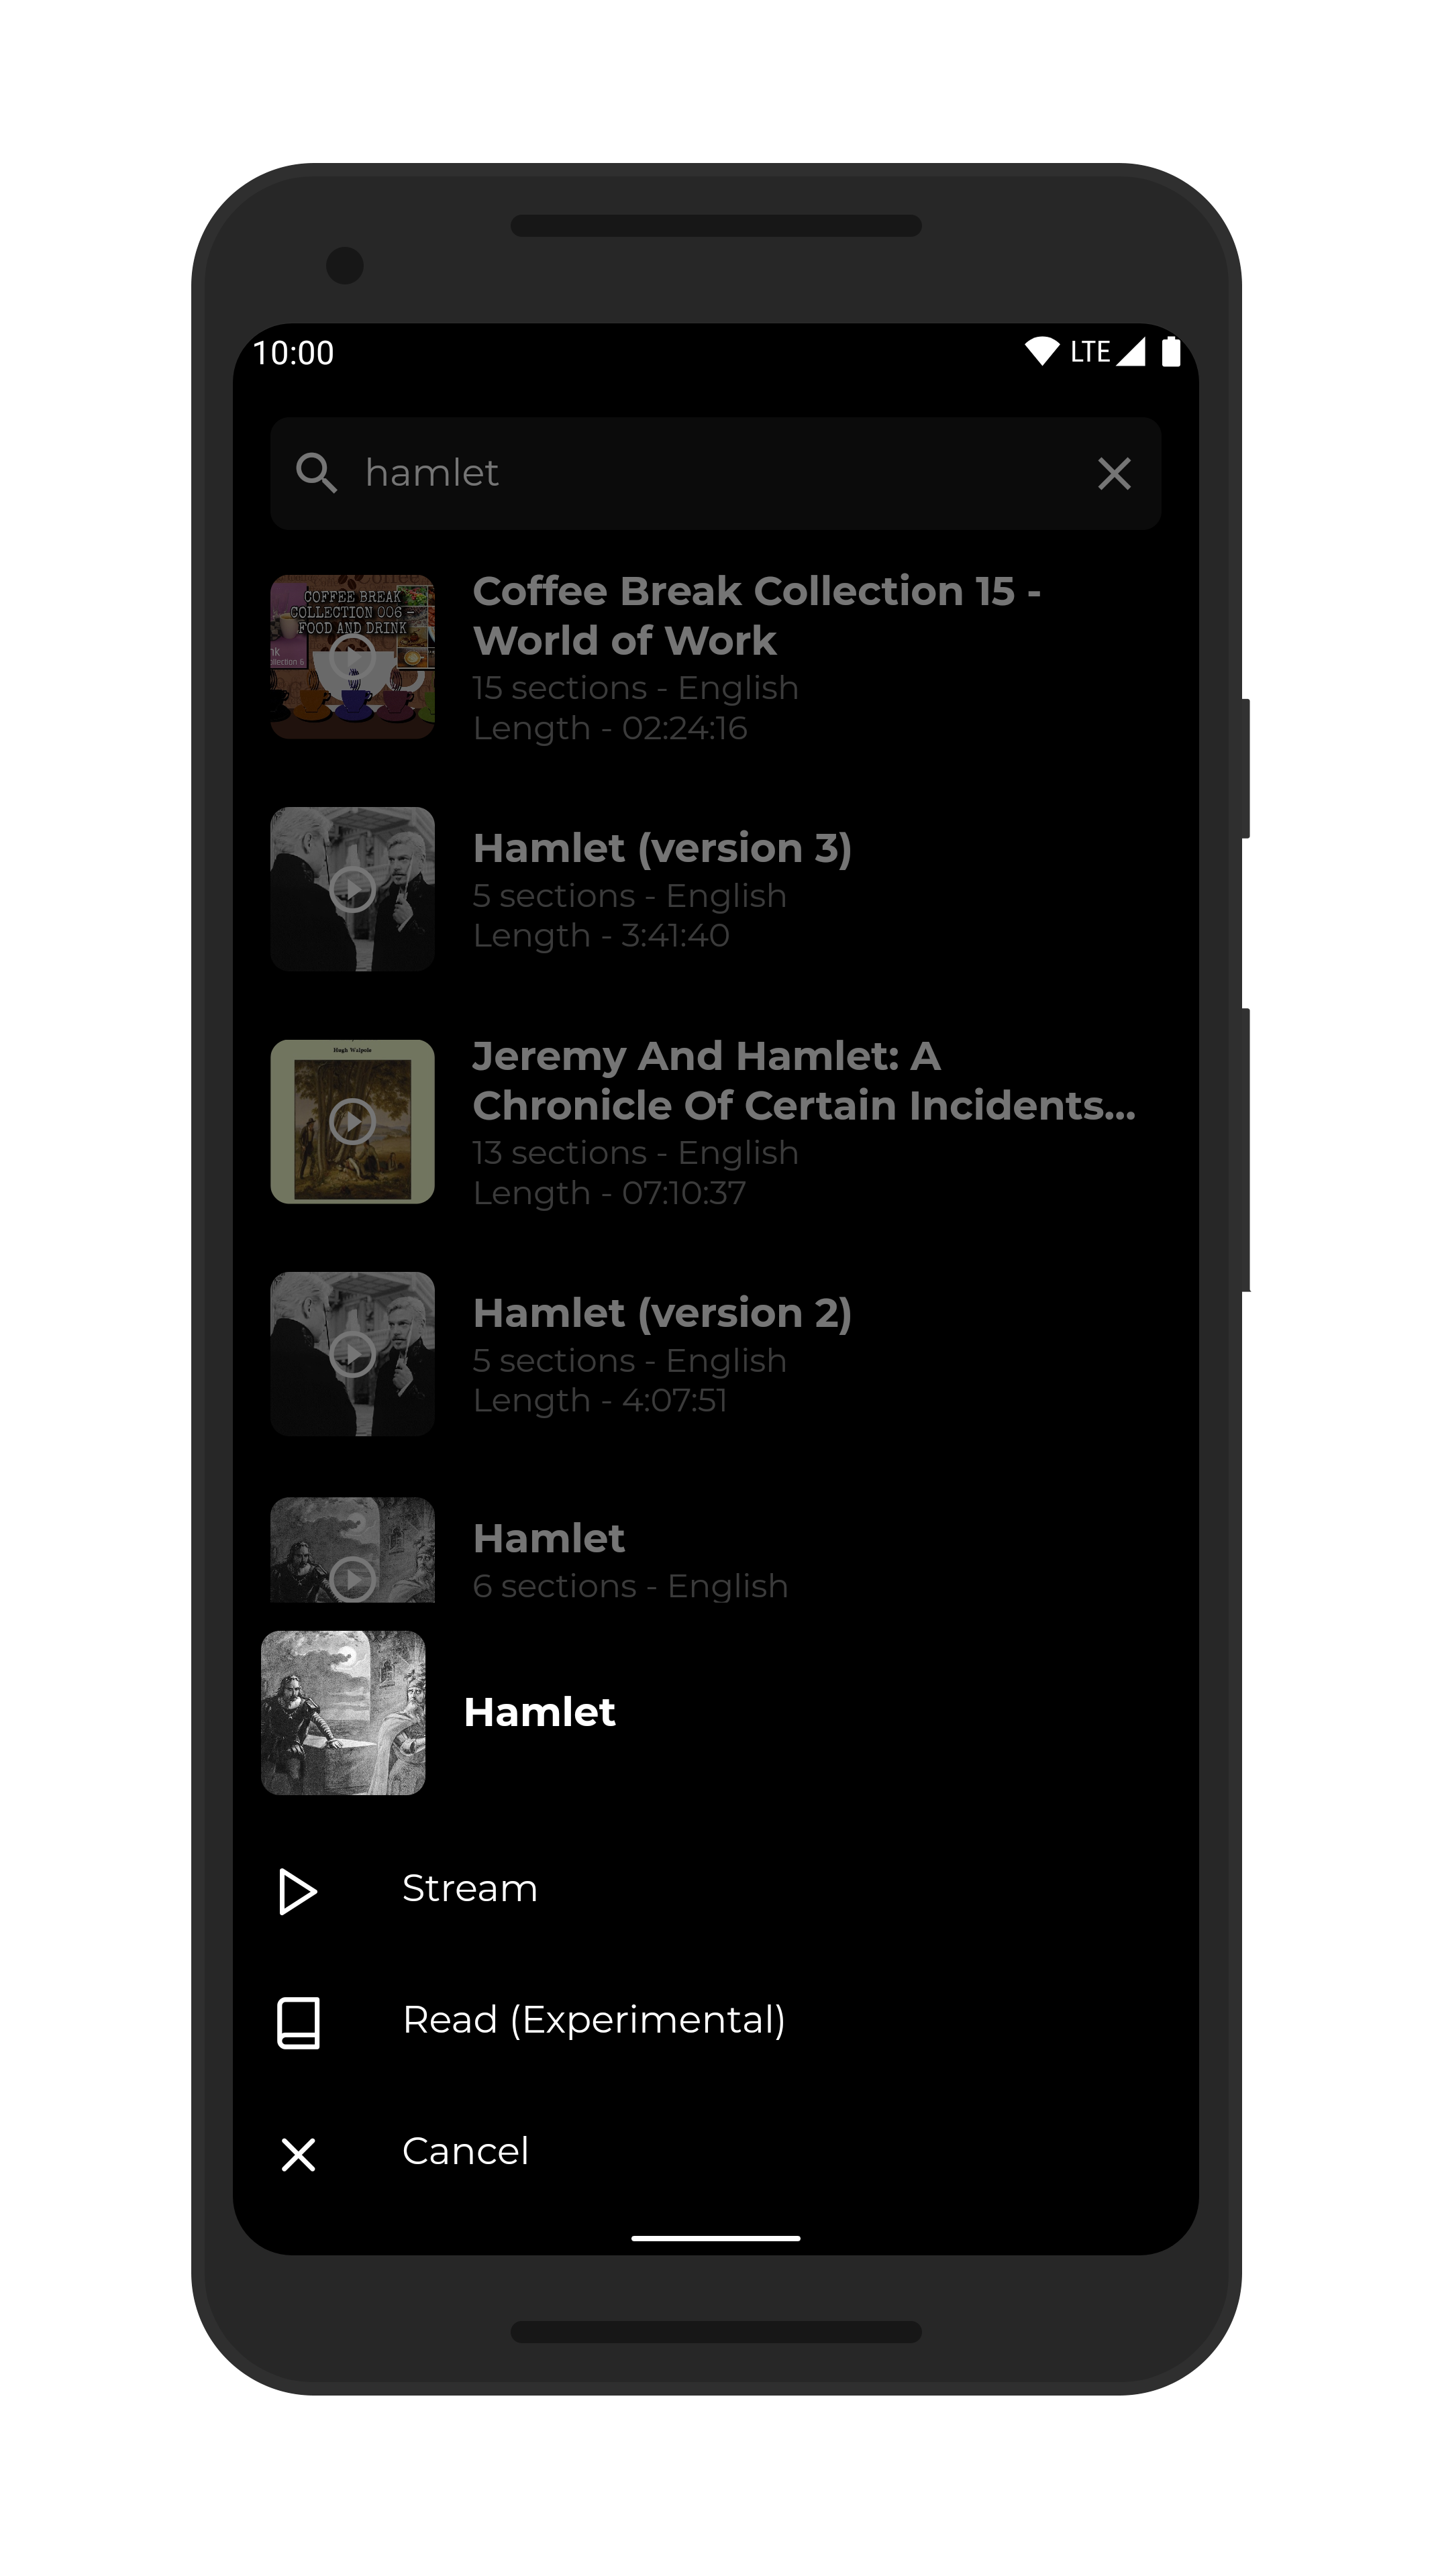 10:00 LTE
hamlet
COFFEE BREAK
COLLECTION 006 –
FOOD AND DRINK
nk
llection 6
Coffee Break Collection 15 -
World of Work
15 sections - English
Length - 02:24:16
Hamlet (version 3)
5 sections - English
Length - 3:41:40
Hugh Walpole
Jeremy And Hamlet: A
Chronicle Of Certain Incidents...
13 sections - English
Length - 07:10:37
Hamlet (version 2)
5 sections - English
Length - 4:07:51
Hamlet
6 sections - English
Hamlet
Stream
Read (Experimental)
Cancel